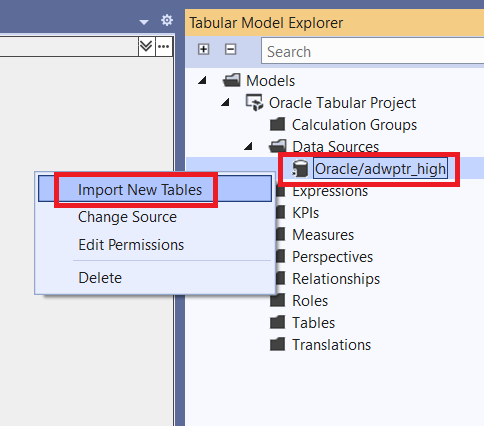 Tabular Model Explorer
Search
Models
Oracle Tabular Project
Calculation Groups
Data Sources
Oracle/adwptr_high
Expressions
KPIs
Measures
Perspectives
Relationships
Roles
Tables
Translations
Import New Tables
Change Source
Edit Permissions
Delete